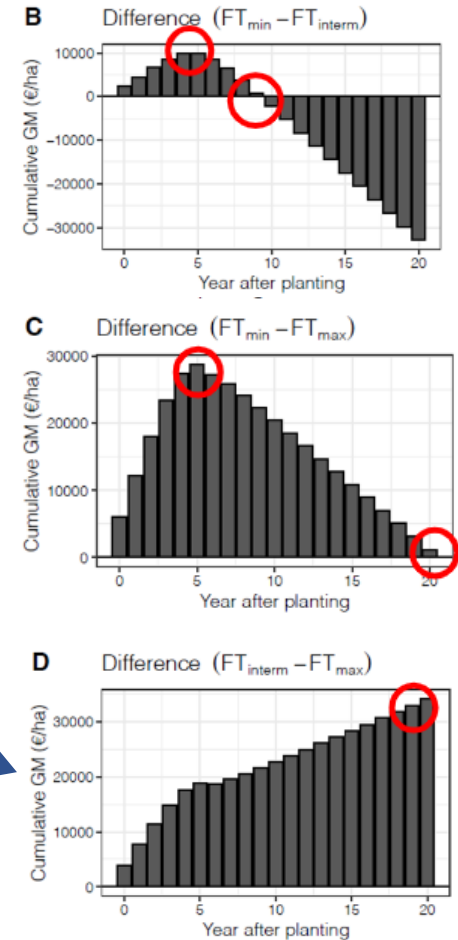 B Difference (FTmin −FTinterm)
Cumulative GM (€/ha)
10000
0
−10000
−20000
−30000
0 5 10 15 20
Year after planting
C Difference (FTmin −FTmax)
Cumulative GM (€/ha)
30000
20000
10000
0
0 5 10 15 20
Year after planting
D Difference (FTinterm −FTmax)
Cumulative GM (€/ha)
30000
20000
10000
0
0 5 10 15 20
Year after planting